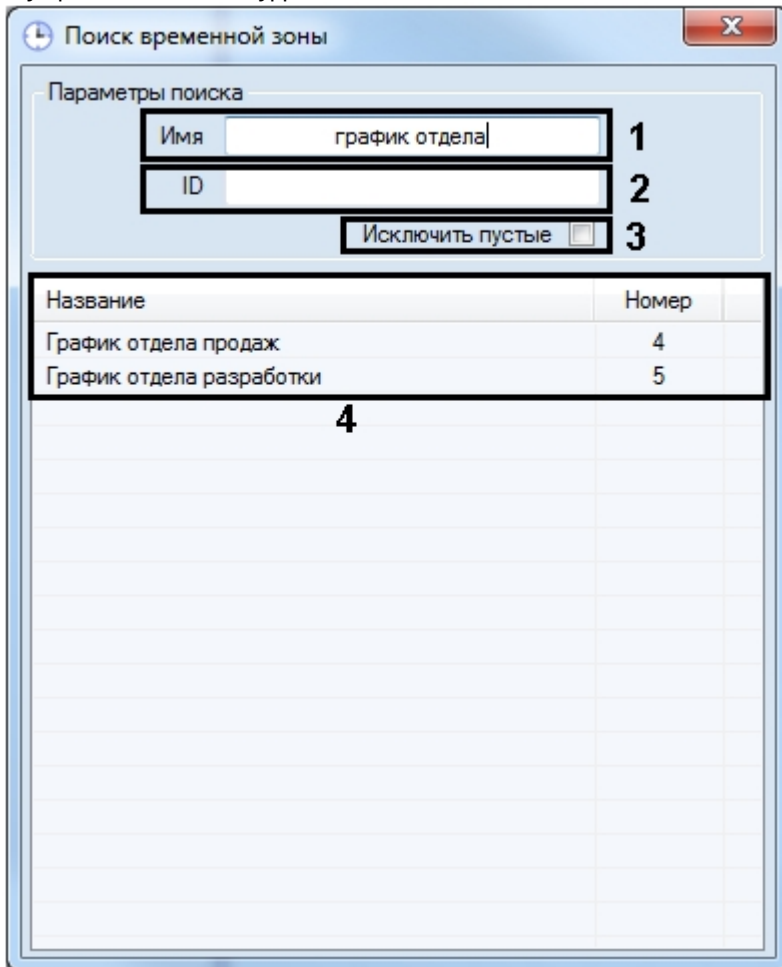 Поиск временной зоны
Параметры поиска
Имя график отдела 1
ID 2
Исключить пустые 3
Название Номер
График отдела продаж 4
График отдела разработки 5
4